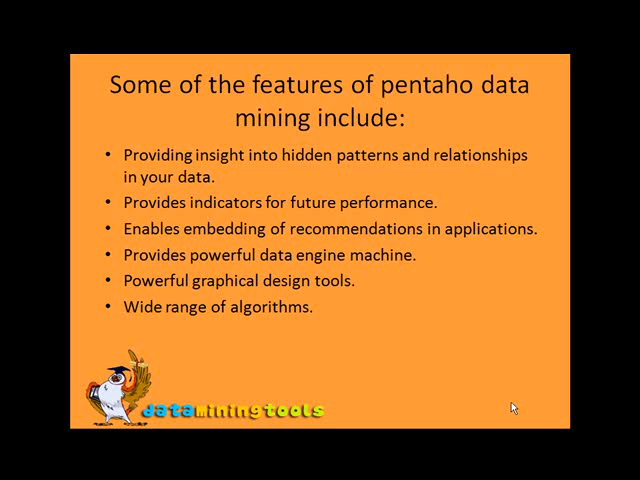 Some of the features of pentaho data
mining include:
• Providing insight into hidden patterns and relationships
in your data.
• Provides indicators for future performance.
• Enables embedding of recommendations in applications.
• Provides powerful data engine machine.
• Powerful graphical design tools.
• Wide range of algorithms.
dataminingtools